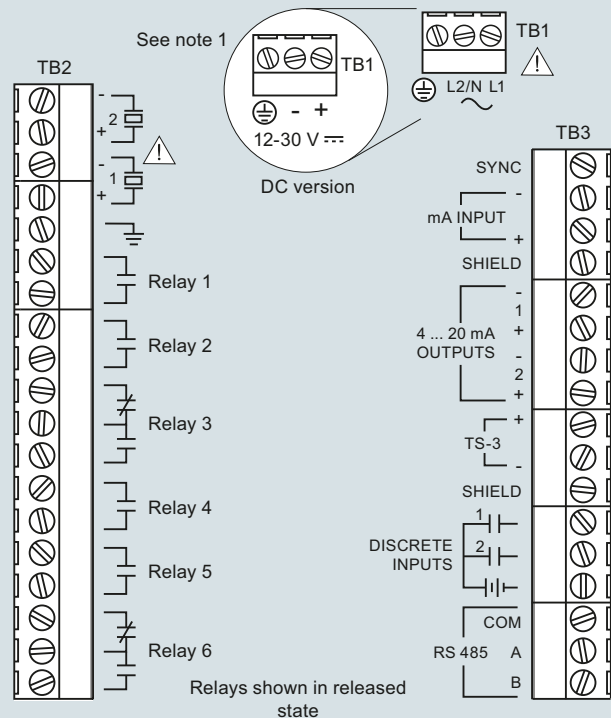 See note 1
TB1
- +
12-30 V
DC version
TB1
L2/N L1
TB2
-
2
+
-
1
+
Relay 1
Relay 2
Relay 3
Relay 4
Relay 5
Relay 6
Relays shown in released
state
TB3
SYNC
-
mA INPUT
+
SHIELD
-
1
+
4 ... 20 mA
OUTPUTS
-
2
+
+
TS-3
-
SHIELD
1
2
DISCRETE
INPUTS
COM
RS 485 A
B